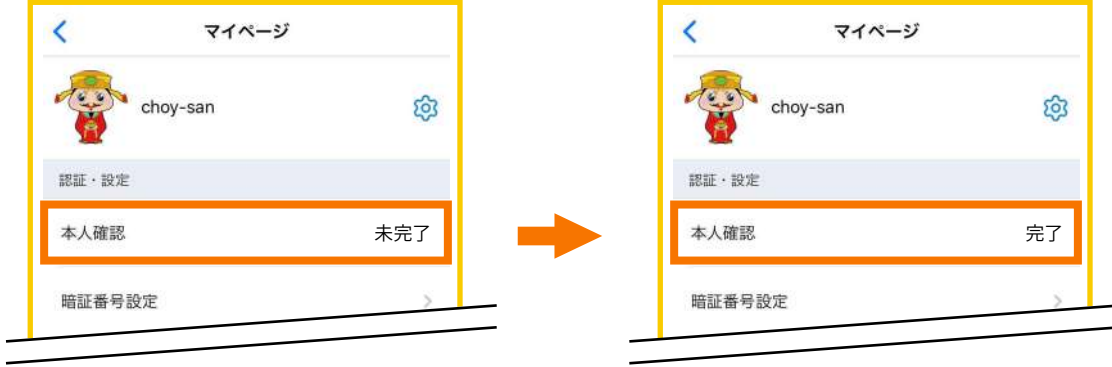 マイページ
choy-san
認証・設定
本人確認 未完了
暗証番号設定
マイページ
choy-san
認証・設定
本人確認 完了
暗証番号設定